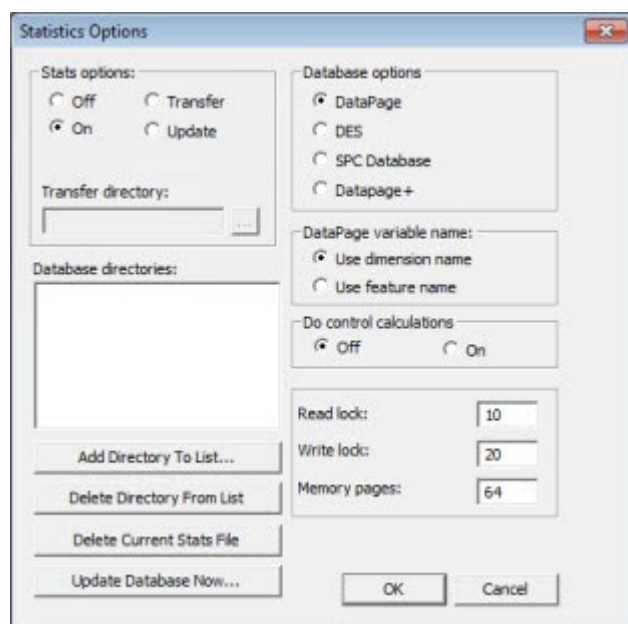 Statistics Options
Stats options:
Off Transfer
On Update
Transfer directory:
...
Database directories:
Add Directory To List...
Delete Directory From List
Delete Current Stats File
Update Database Now...
Database options
DataPage
DES
SPC Database
Datapage+
DataPage variable name:
Use dimension name
Use feature name
Do control calculations
Off On
Read lock: 10
Write lock: 20
Memory pages: 64
OK Cancel